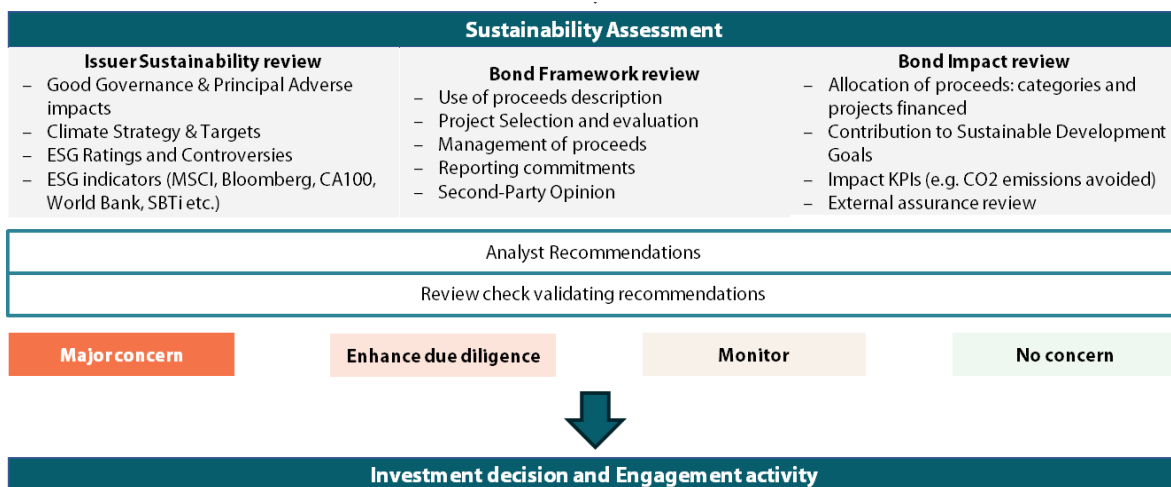 Sustainability Assessment
Issuer Sustainability review
– Good Governance & Principal Adverse
impacts
– Climate Strategy & Targets
– ESG Ratings and Controversies
– ESG indicators (MSCI, Bloomberg, CA100,
World Bank, SBTi etc.)
Bond Framework review
– Use of proceeds description
– Project Selection and evaluation
– Management of proceeds
– Reporting commitments
– Second-Party Opinion
Bond Impact review
– Allocation of proceeds: categories and
projects financed
– Contribution to Sustainable Development
Goals
– Impact KPIs (e.g. CO2 emissions avoided)
– External assurance review
Analyst Recommendations
Review check validating recommendations
Major concern
Enhance due diligence
Monitor
No concern
Investment decision and Engagement activity